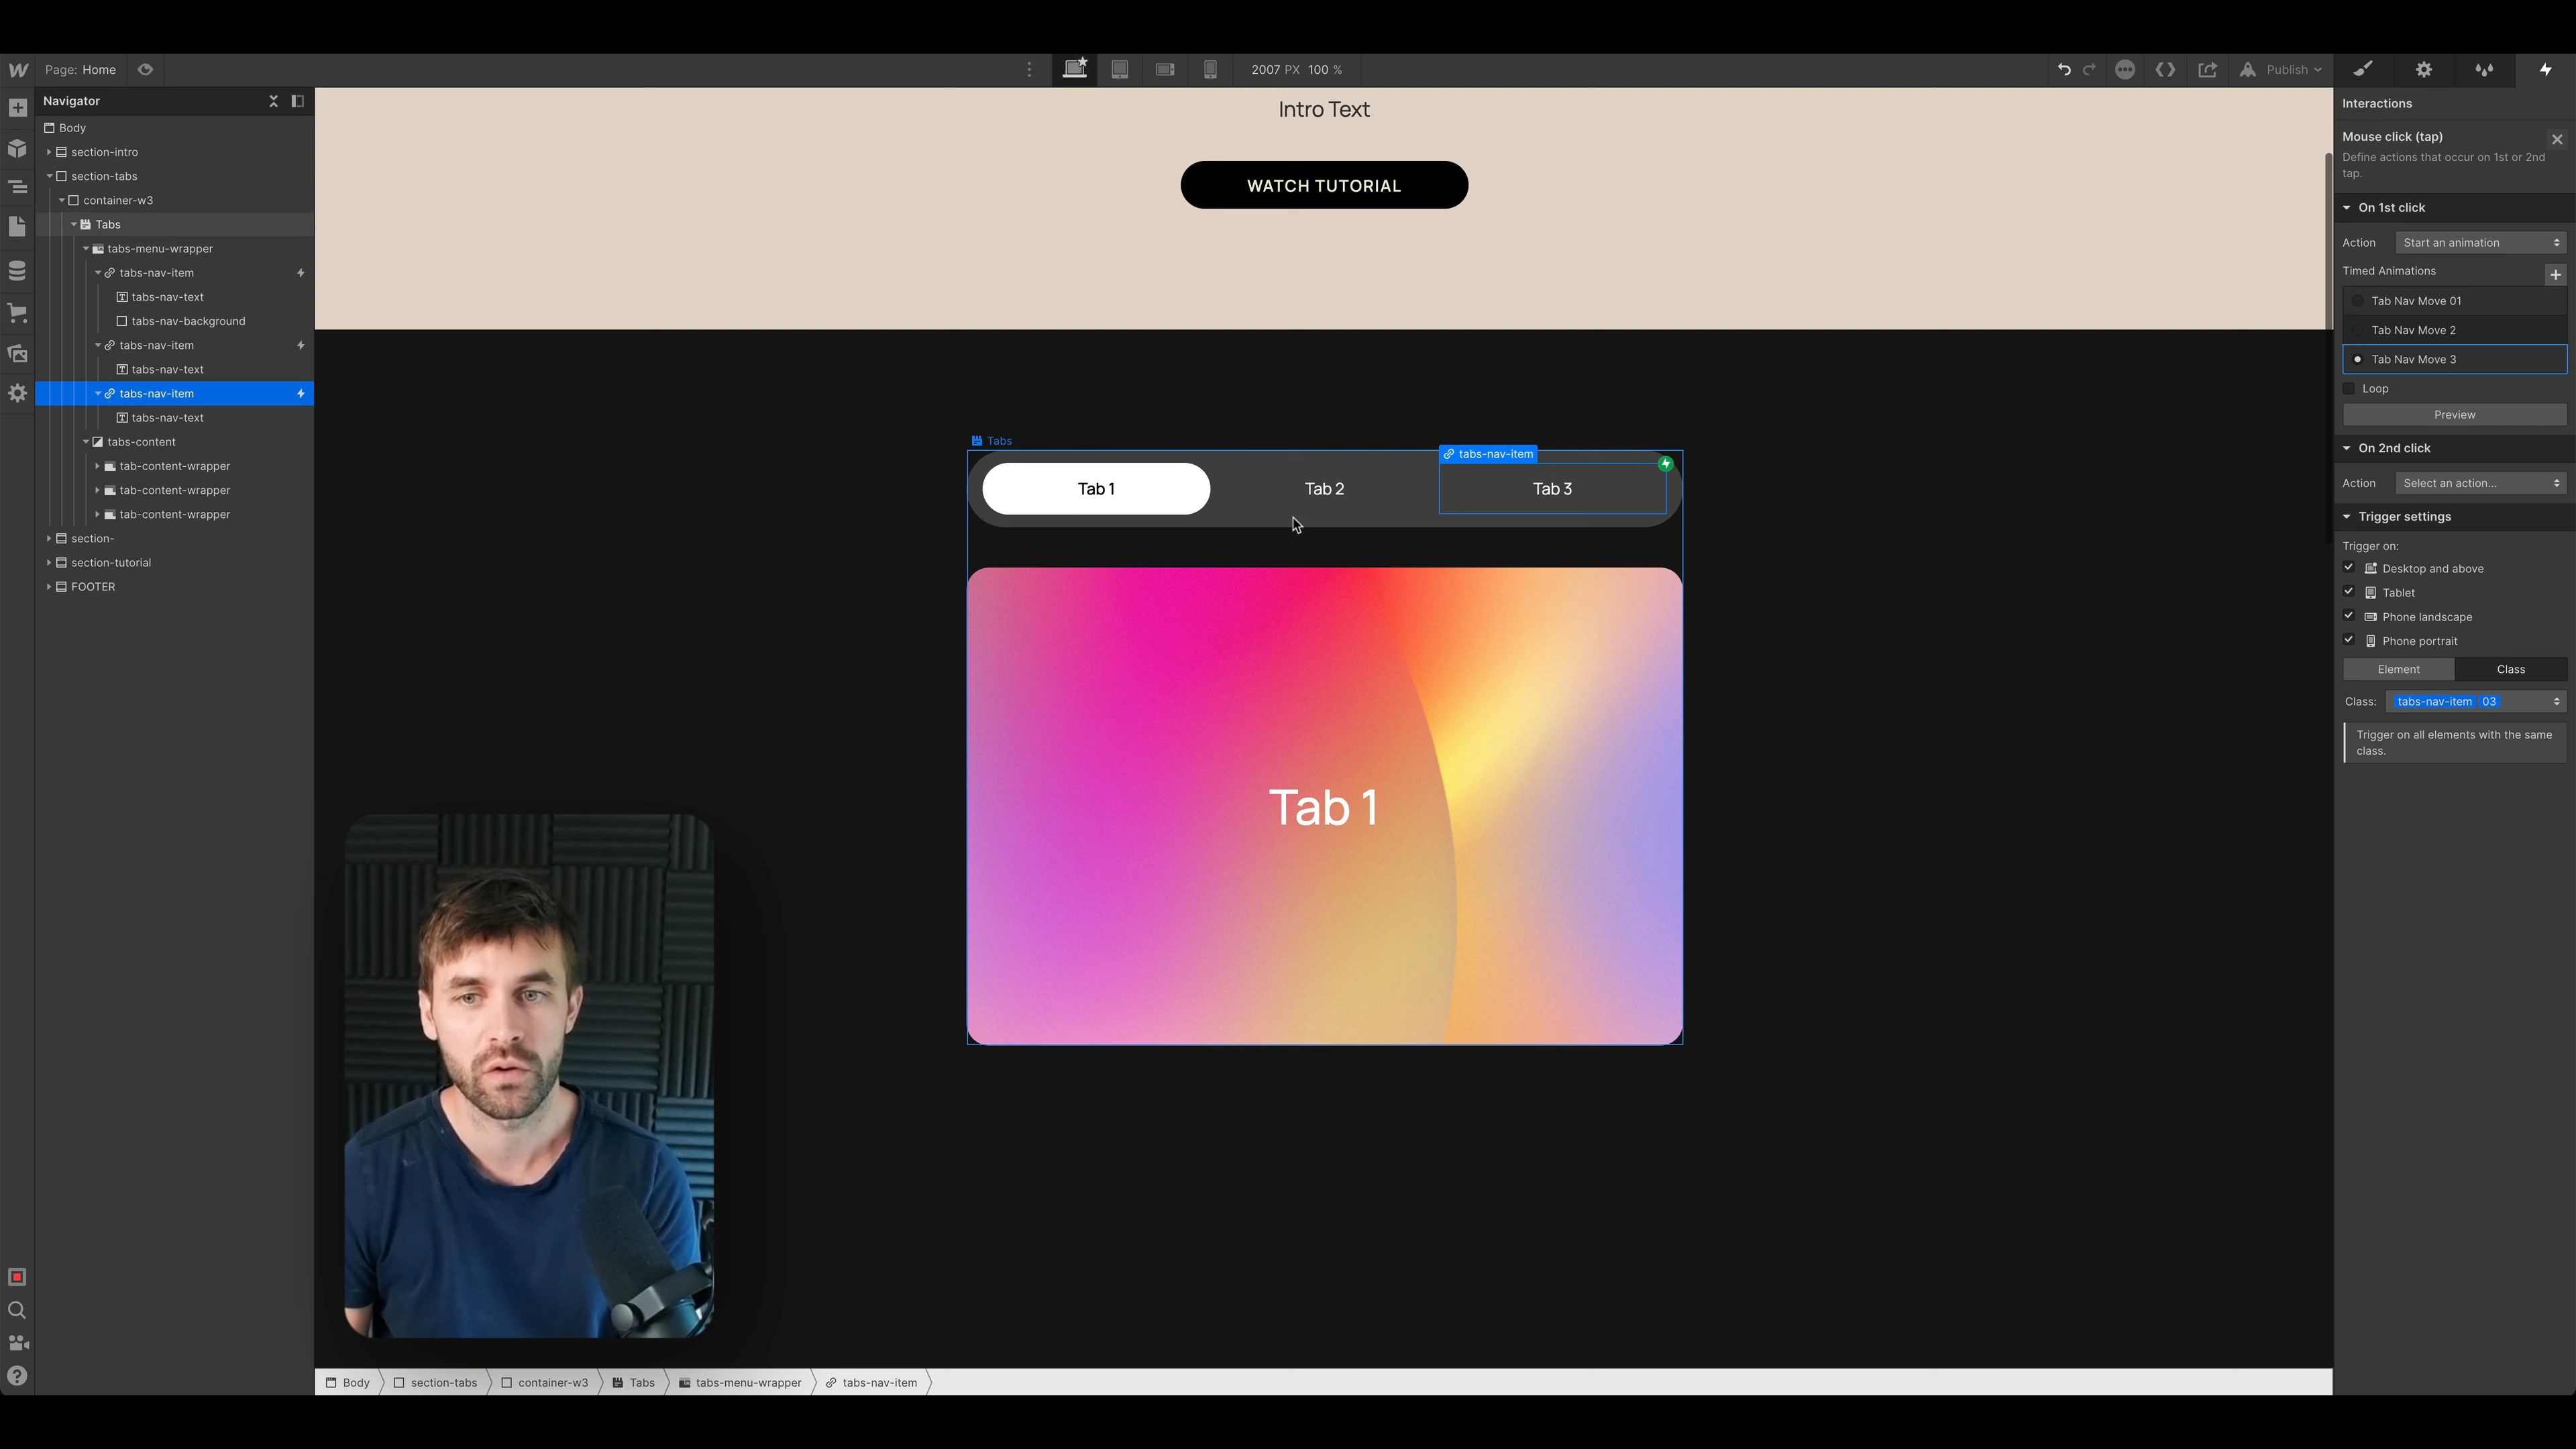 Page: Home
2007 PX 100 %
Publish
Navigator
Body
section-intro
section-tabs
container-w3
Tabs
tabs-menu-wrapper
tabs-nav-item
tabs-nav-text
tabs-nav-background
tabs-nav-item
tabs-nav-text
tabs-nav-item
tabs-nav-text
tabs-content
tab-content-wrapper
tab-content-wrapper
tab-content-wrapper
section-
section-tutorial
FOOTER
Intro Text
WATCH TUTORIAL
Tabs
tabs-nav-item
Tab 1
Tab 2
Tab 3
Tab 1
Body
section-tabs
container-w3
Tabs
tabs-menu-wrapper
tabs-nav-item
Interactions
Mouse click (tap)
Define actions that occur on 1st or 2nd
tap.
On 1st click
Action
Start an animation
Timed Animations
Tab Nav Move 01
Tab Nav Move 2
Tab Nav Move 3
Loop
Preview
On 2nd click
Action
Select an action...
Trigger settings
Trigger on:
Desktop and above
Tablet
Phone landscape
Phone portrait
Element
Class
Class:
tabs-nav-item 03
Trigger on all elements with the same
class.